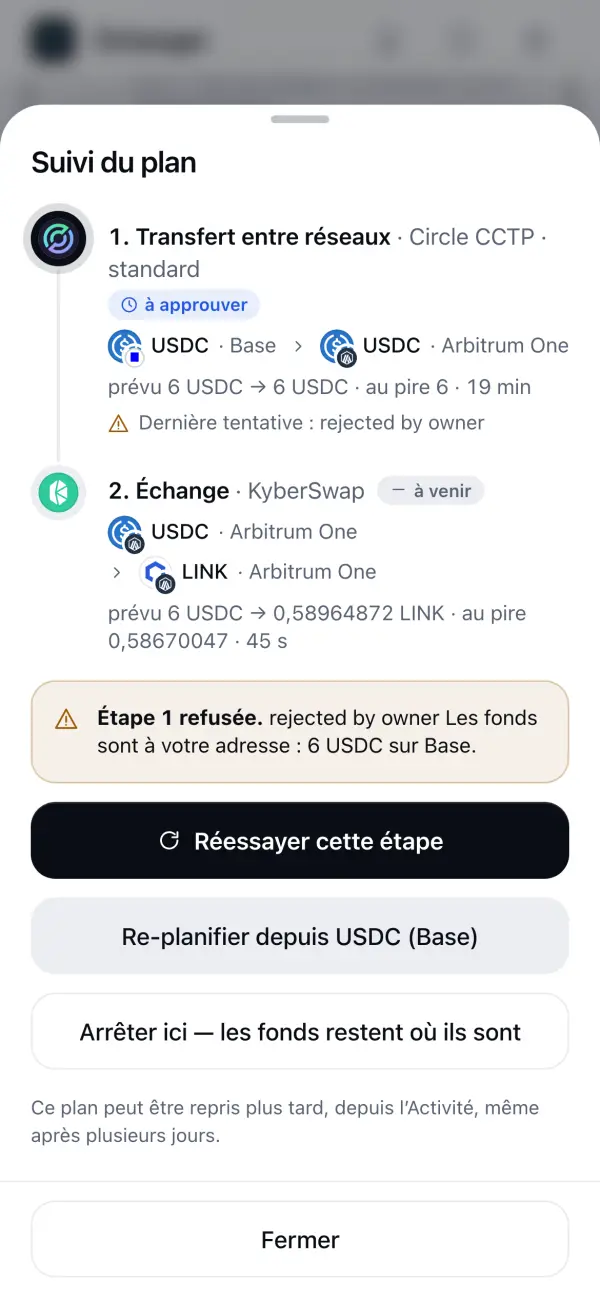 Suivi du plan
1. Transfert entre réseaux · Circle CCTP ·
standard
à approuver
USDC · Base > USDC · Arbitrum One
prévu 6 USDC → 6 USDC · au pire 6 · 19 min
Dernière tentative : rejected by owner
2. Échange · KyberSwap — à venir
USDC · Arbitrum One
> LINK · Arbitrum One
prévu 6 USDC → 0,58964872 LINK · au pire
0,58670047 · 45 s
Étape 1 refusée. rejected by owner Les fonds
sont à votre adresse : 6 USDC sur Base.
Réessayer cette étape
Re-planifier depuis USDC (Base)
Arrêter ici — les fonds restent où ils sont
Ce plan peut être repris plus tard, depuis l’Activité, même
après plusieurs jours.
Fermer